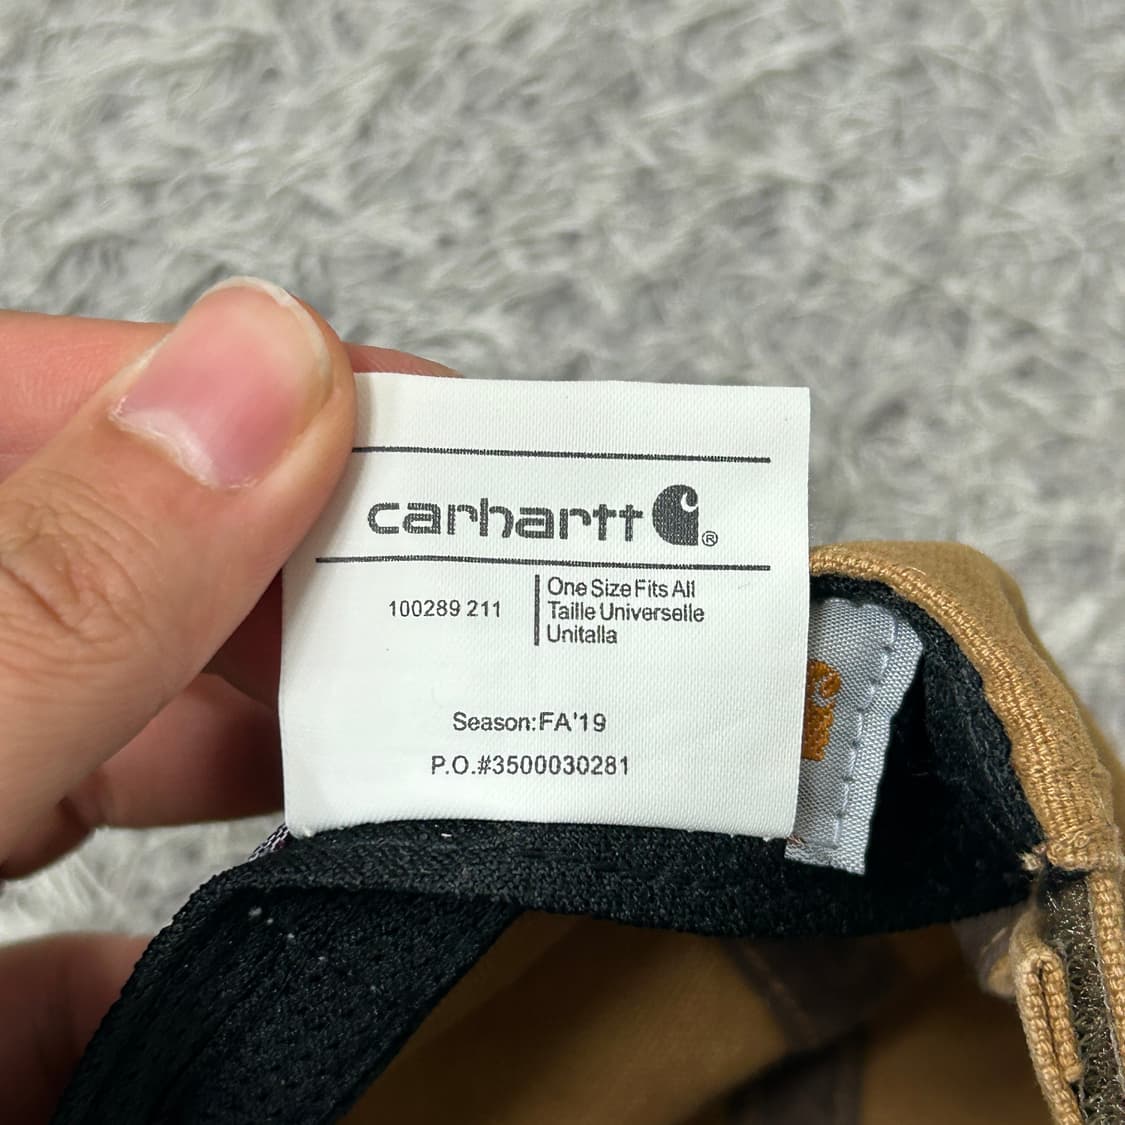 carhartt ®
100289 211
One Size Fits All
Taille Universelle
Unitalla
Season:FA'19
P.O.#3500030281